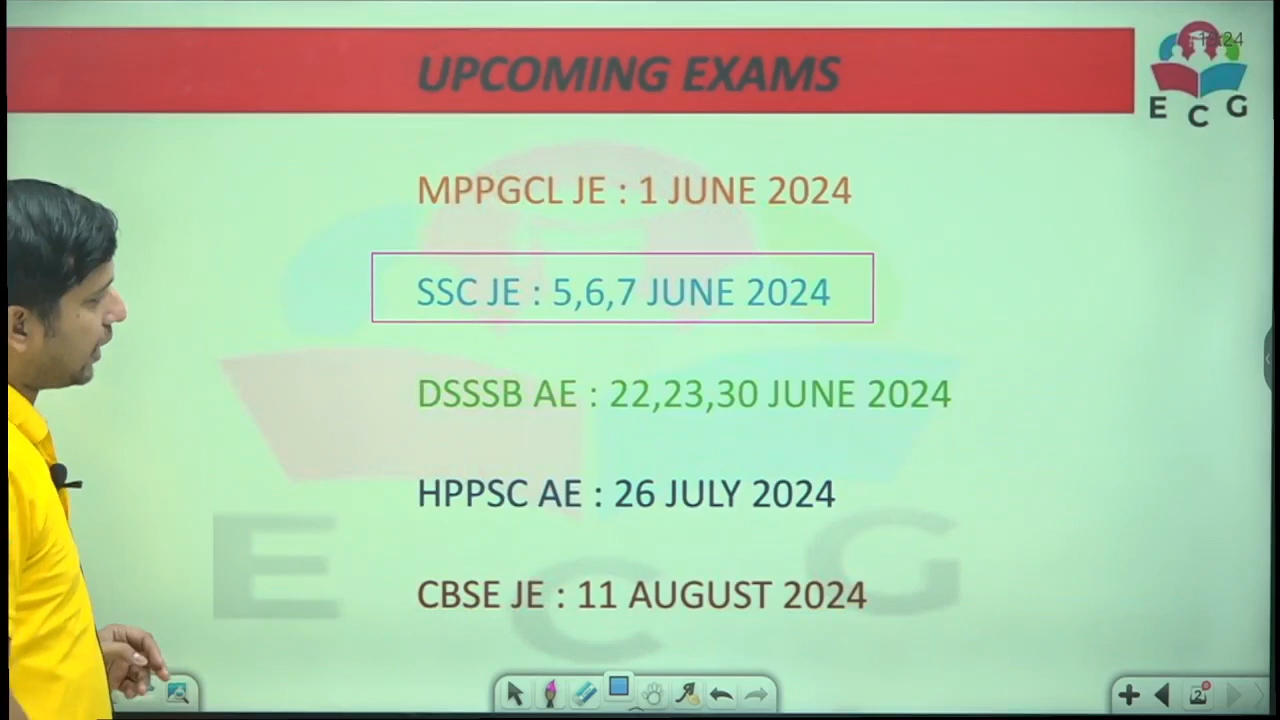 UPCOMING EXAMS
E C G
MPPGCL JE : 1 JUNE 2024
SSC JE : 5,6,7 JUNE 2024
DSSSB AE : 22,23,30 JUNE 2024
HPPSC AE : 26 JULY 2024
CBSE JE : 11 AUGUST 2024
E C G
2